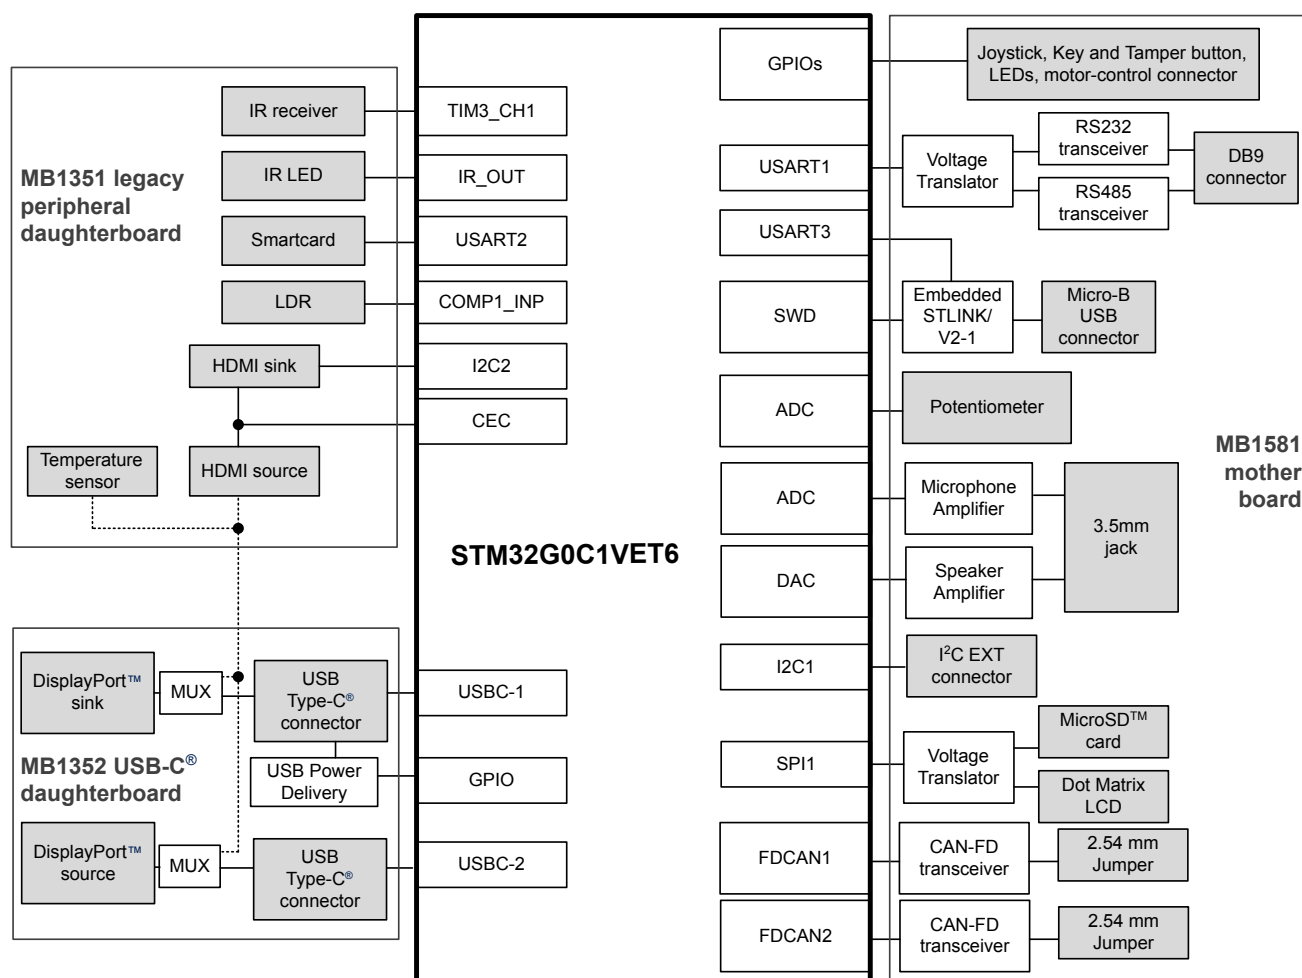 MB1351 legacy
peripheral
daughterboard
IR receiver
TIM3_CH1
IR LED
IR_OUT
Smartcard
USART2
LDR
COMP1_INP
HDMI sink
I2C2
CEC
Temperature
sensor
HDMI source
STM32G0C1VET6
DisplayPort™
sink
MUX
USB
Type-C®
connector
USBC-1
MB1352 USB-C®
daughterboard
USB Power
Delivery
GPIO
DisplayPort™
source
MUX
USB
Type-C®
connector
USBC-2
GPIOs
Joystick, Key and Tamper button,
LEDs, motor-control connector
USART1
Voltage
Translator
RS232
transceiver
RS485
transceiver
DB9
connector
USART3
SWD
Embedded
STLINK/
V2-1
Micro-B
USB
connector
ADC
Potentiometer
MB1581
mother
board
ADC
Microphone
Amplifier
3.5mm
jack
DAC
Speaker
Amplifier
I2C1
I²C EXT
connector
SPI1
Voltage
Translator
MicroSD™
card
Dot Matrix
LCD
FDCAN1
CAN-FD
transceiver
2.54 mm
Jumper
FDCAN2
CAN-FD
transceiver
2.54 mm
Jumper